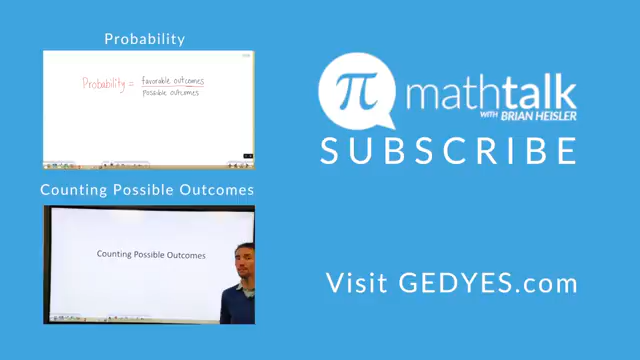 Probability
Probability = favorable outcomes
possible outcomes
Counting Possible Outcomes
Counting Possible Outcomes
π mathtalk
WITH BRIAN HEISLER
SUBSCRIBE
Visit GEDYES.com